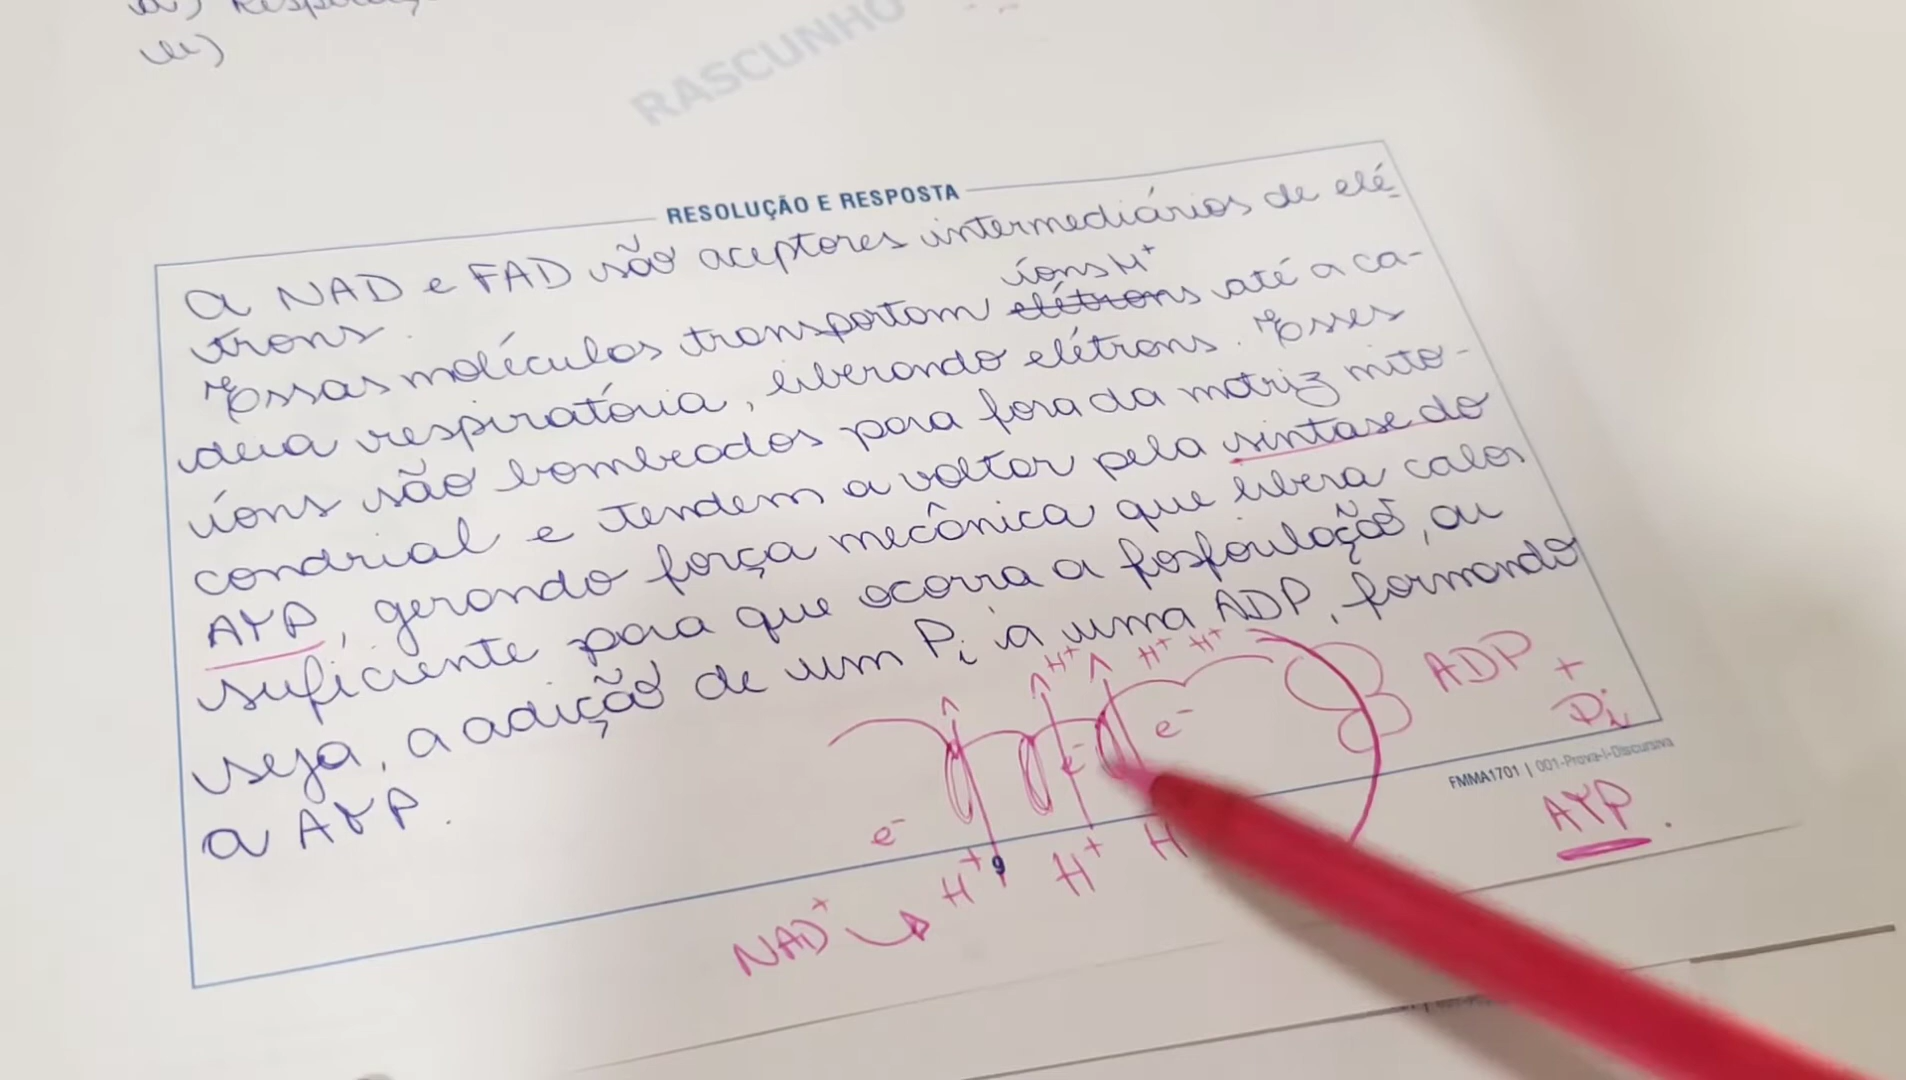 RASCUNHO
RESOLUÇÃO E RESPOSTA
A NAD e FAD são aceptores intermediários de elé-
trons.
íons H+
Essas moléculas transportam elétrons até a ca-
deia respiratória, liberando elétrons. Esses
íons são bombeados para fora da matriz mito-
condrial e tendem a voltar pela sintase do
ATP, gerando força mecânica que libera calor
suficiente para que ocorra a fosforilação, ou
seja, a adição de um Pi a uma ADP, formando
a ATP.
H+ H+ H+
ADP +
Pi
e- e- e-
FMMA1701 | 001-Prova-I-Discursiva
ATP.
9
H+ H+ H
NAD+